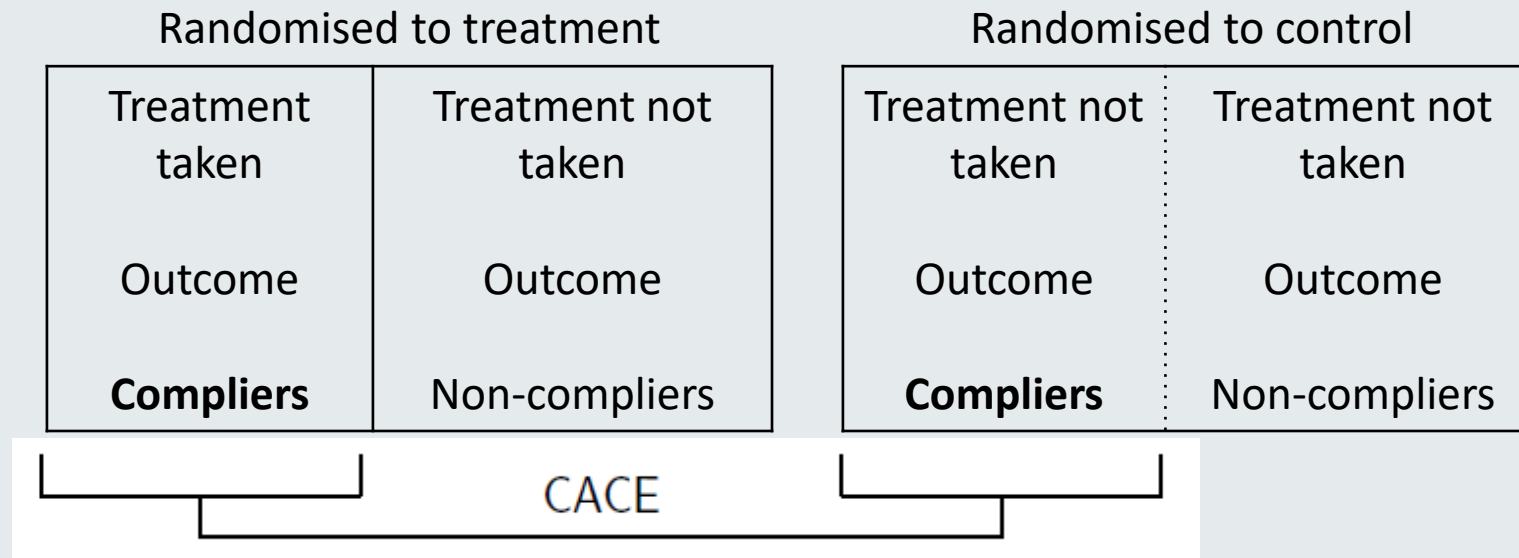 Randomised to treatment
Treatment
taken
Outcome
Compliers
Treatment not
taken
Outcome
Non-compliers
Randomised to control
Treatment not
taken
Outcome
Compliers
Treatment not
taken
Outcome
Non-compliers
CACE